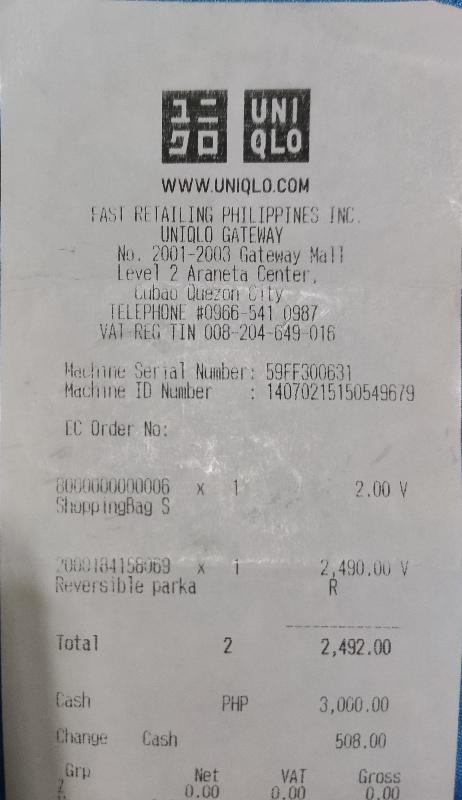 ユニ UNI
クロ QLO
WWW.UNIQLO.COM
FAST RETAILING PHILIPPINES INC.
UNIQLO GATEWAY
No. 2001-2003 Gateway Mall
Level 2 Araneta Center,
Cubao Quezon City
TELEPHONE #0966-541 0987
VAT REG TIN 008-204-649-016
Machine Serial Number: 59FF300631
Machine ID Number : 14070215150549679
EC Order No:
8000000000006 x 1 2.00 V
ShoppingBag S
2000184158069 x 1 2,490.00 V
Reversible parka R
Total 2 2,492.00
Cash PHP 3,000.00
Change Cash 508.00
Grp Net VAT Gross
Z 0.00 0.00 0.00